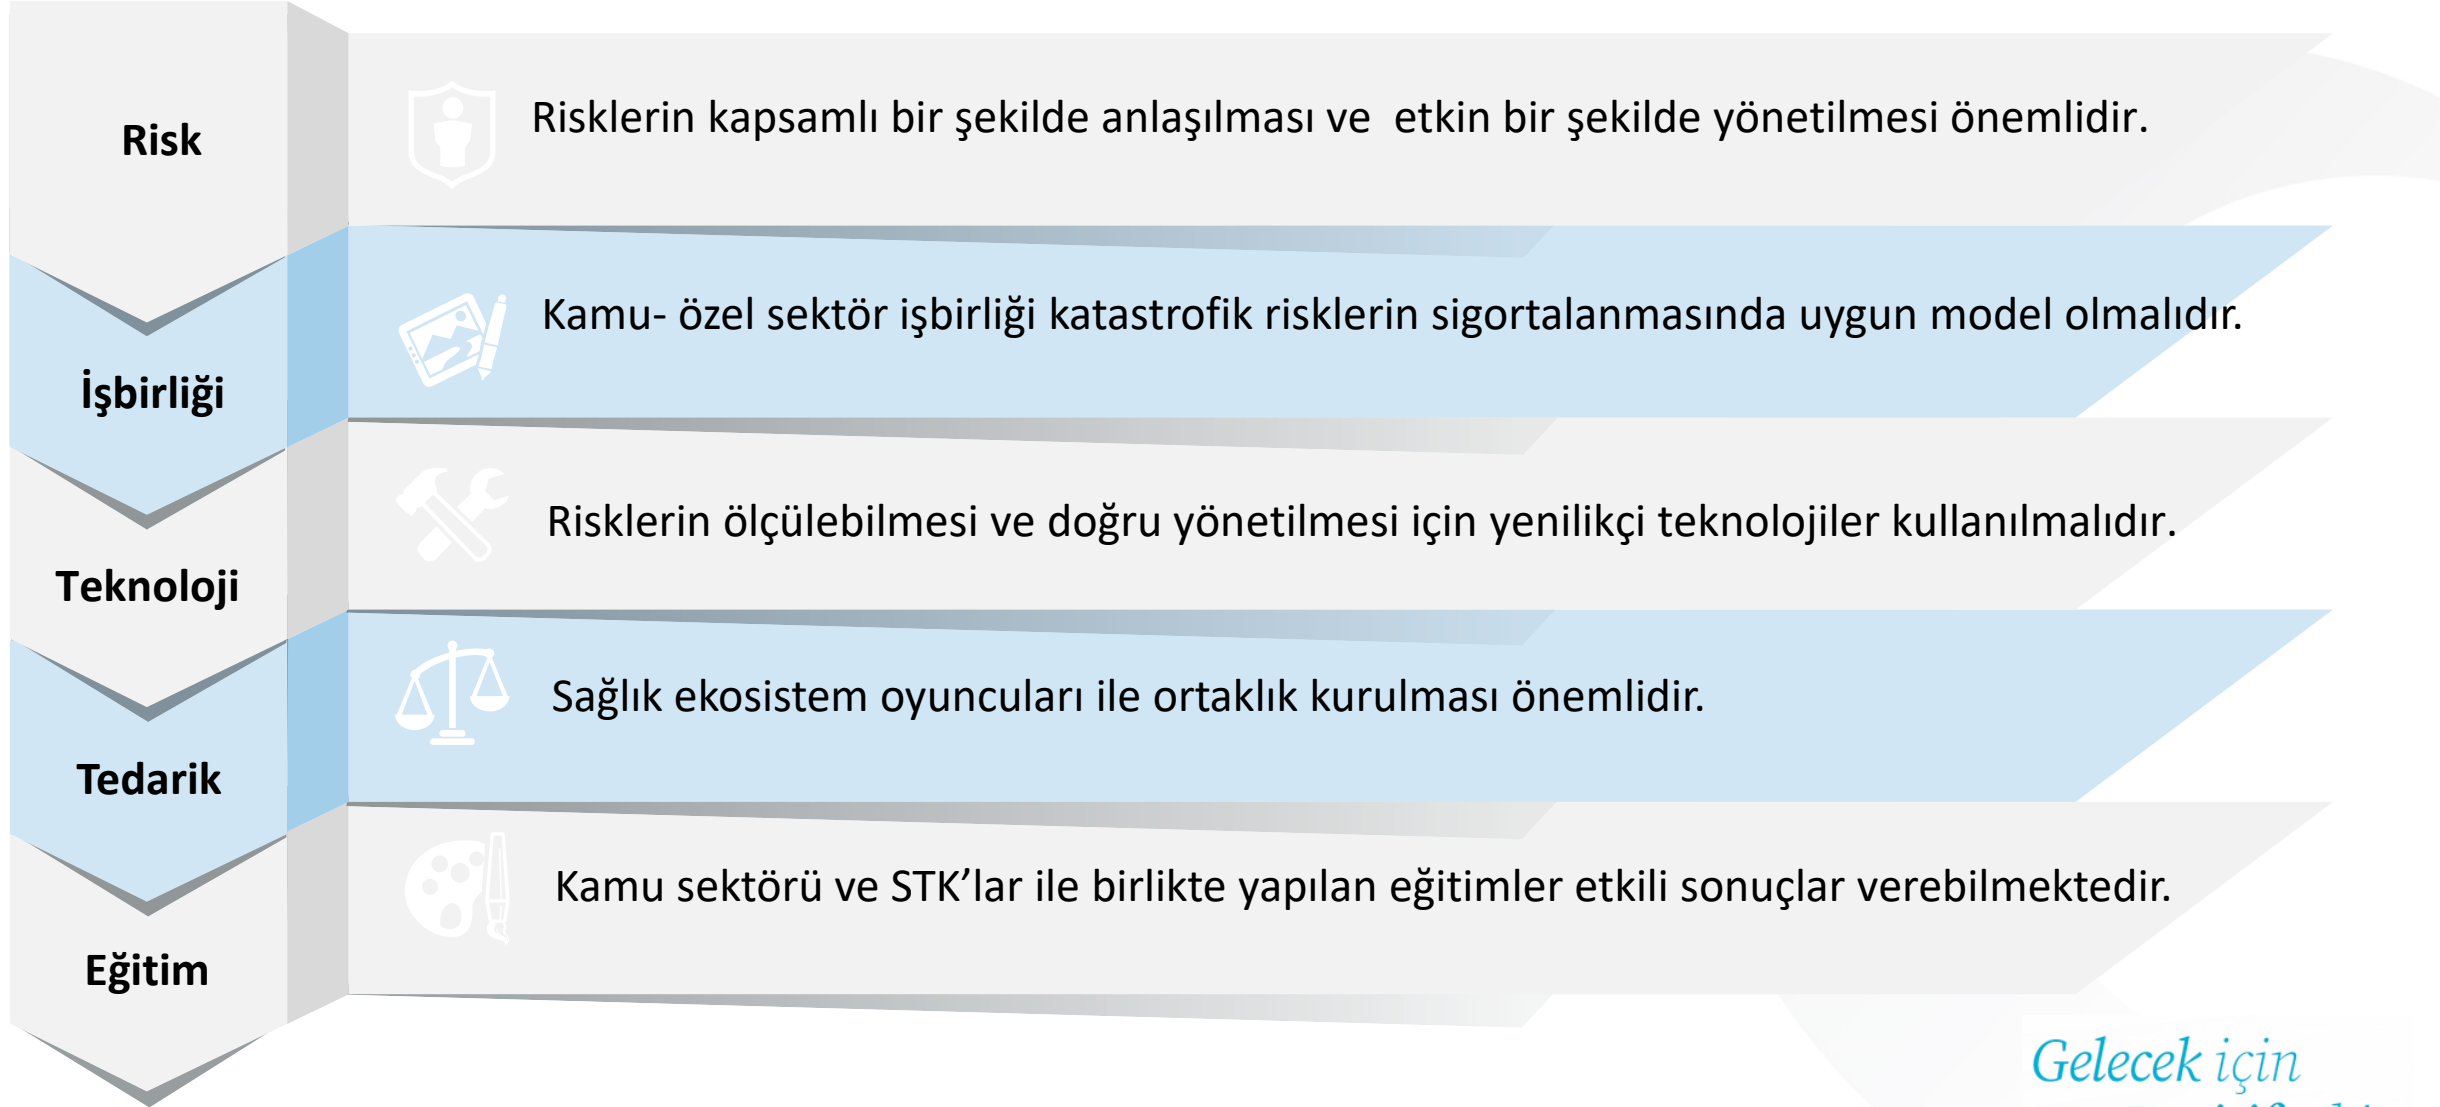 Risk
Risklerin kapsamlı bir şekilde anlaşılması ve  etkin bir şekilde yönetilmesi önemlidir.
İşbirliği
Kamu- özel sektör işbirliği katastrofik risklerin sigortalanmasında uygun model olmalıdır.
Teknoloji
Risklerin ölçülebilmesi ve doğru yönetilmesi için yenilikçi teknolojiler kullanılmalıdır.
Tedarik
Sağlık ekosistem oyuncuları ile ortaklık kurulması önemlidir.
Eğitim
Kamu sektörü ve STK’lar ile birlikte yapılan eğitimler etkili sonuçlar verebilmektedir.
Gelecek için